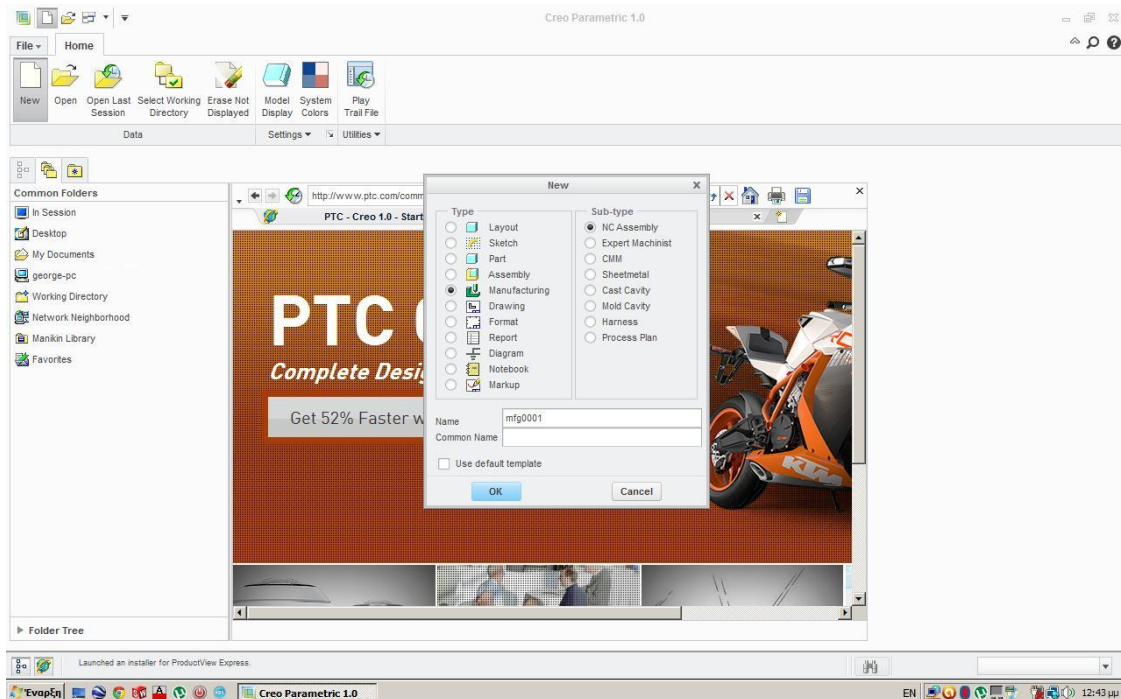 Creo Parametric 1.0
File
Home
New
Open
Open Last Session
Select Working Directory
Erase Not Displayed
Model Display
System Colors
Play Trail File
Data
Settings
Utilities
Common Folders
In Session
Desktop
My Documents
george-pc
Working Directory
Network Neighborhood
Manikin Library
Favorites
Folder Tree
http://www.ptc.com/comm
PTC - Creo 1.0 - Start
PTC
Complete Desig
Get 52% Faster w
KTM
New
Type
Layout
Sketch
Part
Assembly
Manufacturing
Drawing
Format
Report
Diagram
Notebook
Markup
Sub-type
NC Assembly
Expert Machinist
CMM
Sheetmetal
Cast Cavity
Mold Cavity
Harness
Process Plan
Name
mfg0001
Common Name
Use default template
OK
Cancel
Launched an installer for ProductView Express.
Έναρξη
Creo Parametric 1.0
EN
12:43 μμ